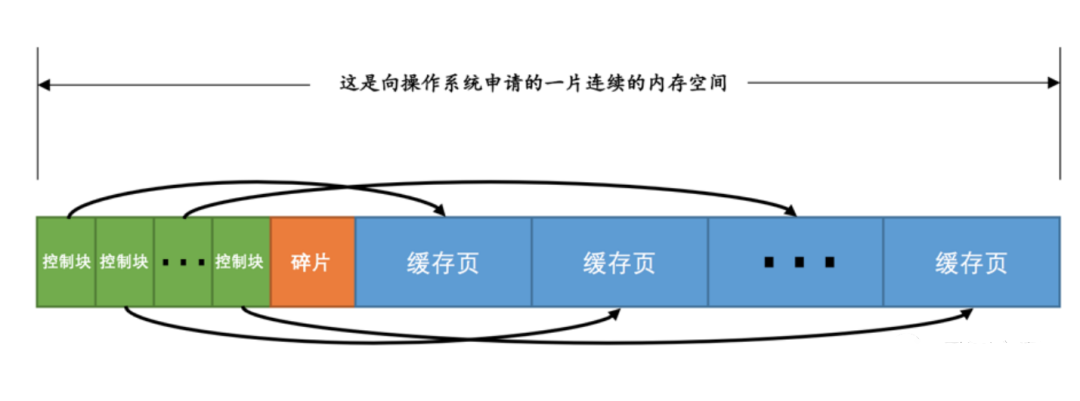 这是向操作系统申请的一片连续的内存空间
控制块 控制块 ··· 控制块 碎片 缓存页 缓存页 ··· 缓存页